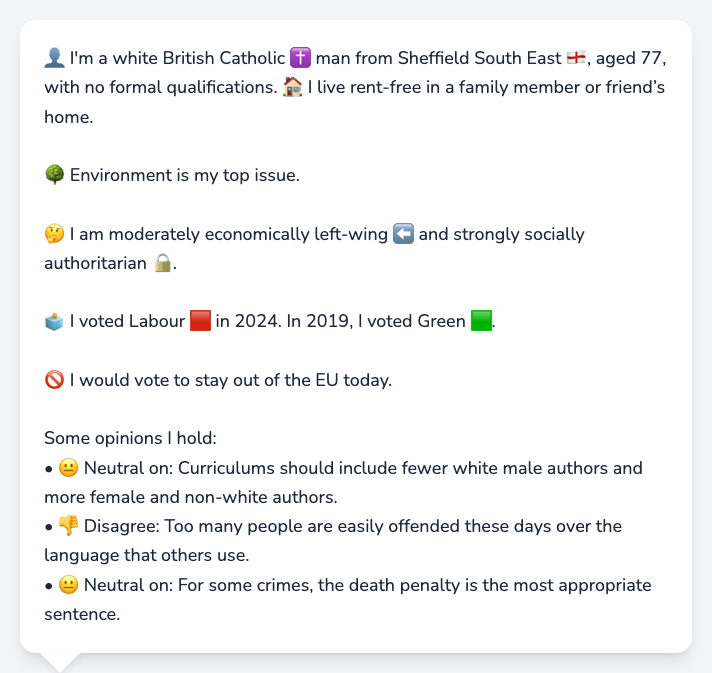 👤 I'm a white British Catholic ✝️ man from Sheffield South East 🏴󠁧󠁢󠁥󠁮󠁧󠁿, aged 77,
with no formal qualifications. 🏠 I live rent-free in a family member or friend’s
home.
🌳 Environment is my top issue.
🤔 I am moderately economically left-wing ⬅️ and strongly socially
authoritarian 🔒.
🗳️ I voted Labour 🟥 in 2024. In 2019, I voted Green 🟩.
🚫 I would vote to stay out of the EU today.
Some opinions I hold:
• 😐 Neutral on: Curriculums should include fewer white male authors and
more female and non-white authors.
• 👎 Disagree: Too many people are easily offended these days over the
language that others use.
• 😐 Neutral on: For some crimes, the death penalty is the most appropriate
sentence.